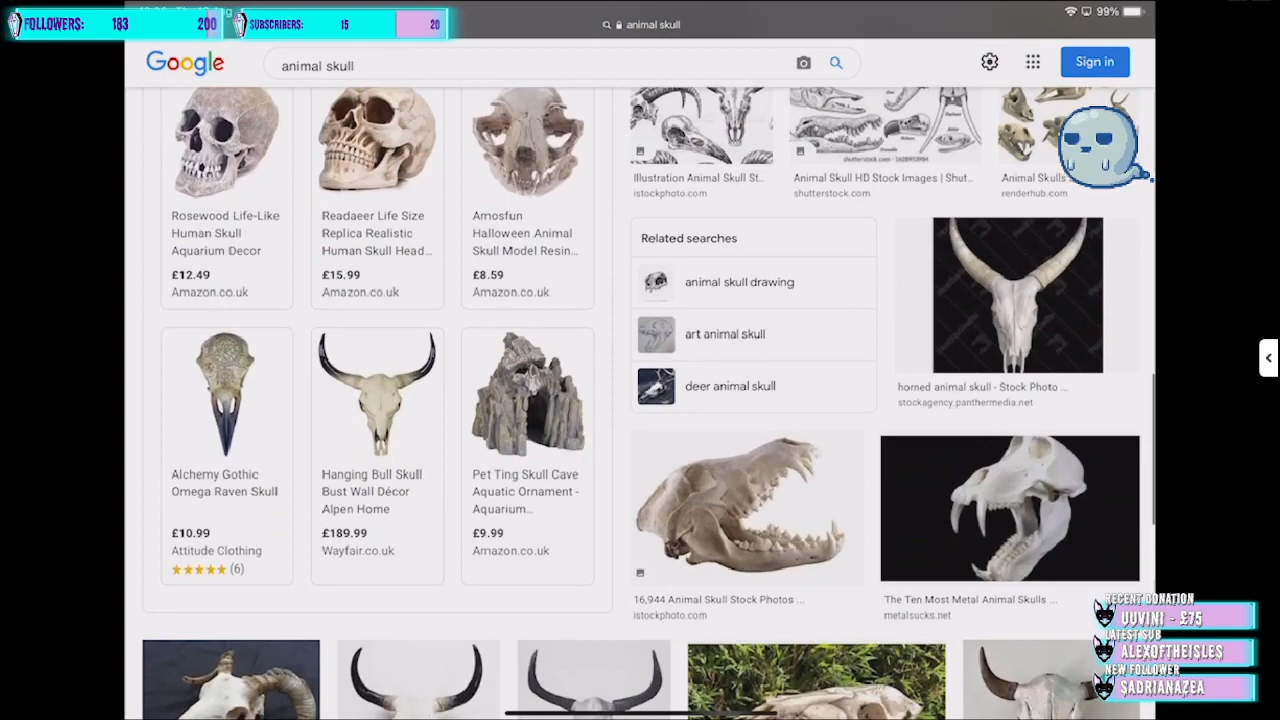 FOLLOWERS: 183 200
SUBSCRIBERS: 15 20
animal skull
99%
Google
animal skull
Sign in
Rosewood Life-Like
Human Skull
Aquarium Decor
£12.49
Amazon.co.uk
Readaeer Life Size
Replica Realistic
Human Skull Head...
£15.99
Amazon.co.uk
Amosfun
Halloween Animal
Skull Model Resin...
£8.59
Amazon.co.uk
Alchemy Gothic
Omega Raven Skull
£10.99
Attitude Clothing
(6)
Hanging Bull Skull
Bust Wall Décor
Alpen Home
£189.99
Wayfair.co.uk
Pet Ting Skull Cave
Aquatic Ornament -
Aquarium...
£9.99
Amazon.co.uk
Illustration Animal Skull St...
istockphoto.com
Animal Skull HD Stock Images | Shut...
shutterstock.com
Animal Skulls
renderhub.com
Related searches
animal skull drawing
art animal skull
deer animal skull
horned animal skull - Stock Photo ...
stockagency.panthermedia.net
16,944 Animal Skull Stock Photos ...
istockphoto.com
The Ten Most Metal Animal Skulls ...
metalsucks.net
RECENT DONATION
UUVINI - £75
LATEST SUB
ALEXOFTHEISLES
NEW FOLLOWER
SADRIANAZEA